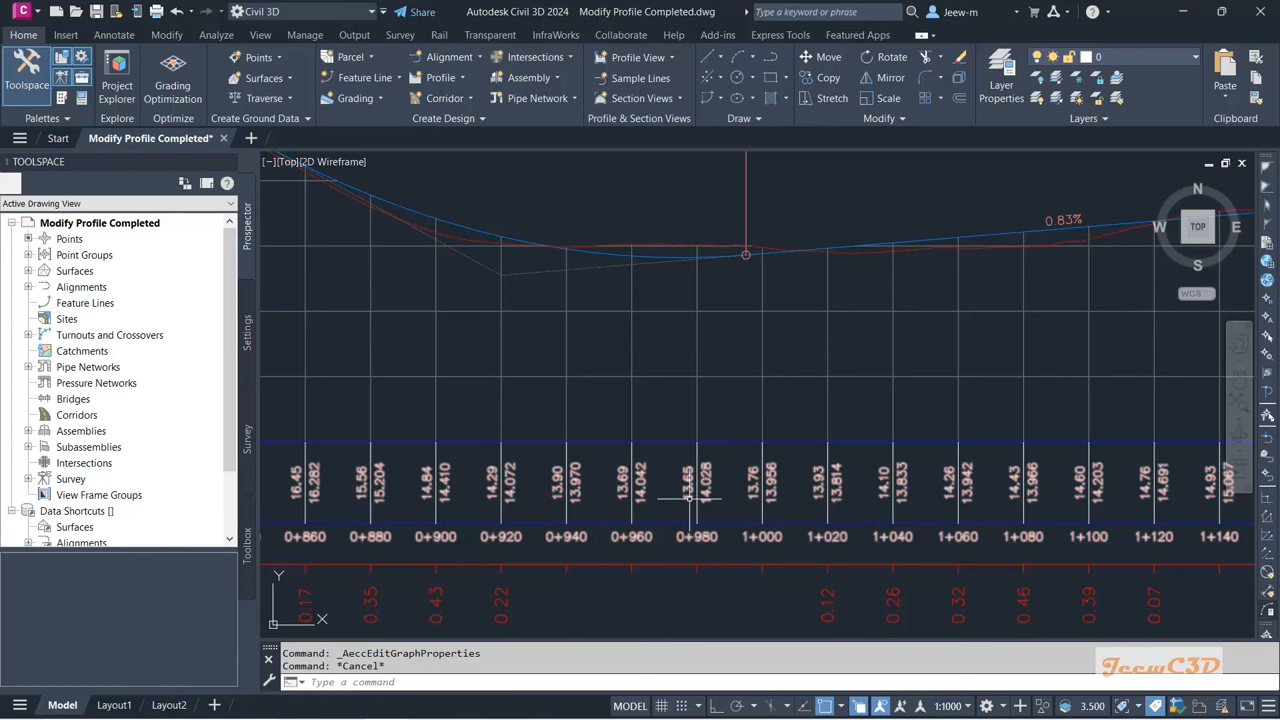 Civil 3D
Share
Autodesk Civil 3D 2024
Modify Profile Completed.dwg
Type a keyword or phrase
Jeew-m
Home Insert Annotate Modify Analyze View Manage Output Survey Rail Transparent InfraWorks Collaborate Help Add-ins Express Tools Featured Apps
Points Parcel Alignment Intersections Profile View Move Rotate 0
Surfaces Feature Line Profile Assembly Sample Lines Copy Mirror
Toolspace Project Explorer Grading Optimization Layer Properties Paste
Traverse Grading Corridor Pipe Network Section Views Stretch Scale
Palettes Explore Optimize Create Ground Data Create Design Profile & Section Views Draw Modify Layers Clipboard
Start Modify Profile Completed*
TOOLSPACE
Active Drawing View
Modify Profile Completed
Points
Point Groups
Surfaces
Alignments
Feature Lines
Sites
Turnouts and Crossovers
Catchments
Pipe Networks
Pressure Networks
Bridges
Corridors
Assemblies
Subassemblies
Intersections
Survey
View Frame Groups
Data Shortcuts []
Surfaces
Alignments
Prospector
Settings
Survey
Toolbox
[−][Top][2D Wireframe]
N
W TOP E
S
WCS
0.83%
16.45 15.56 14.84 14.29 13.90 13.69 13.65 13.76 13.93 14.10 14.26 14.43 14.60 14.76 14.93
16.282 15.204 14.410 14.072 13.970 14.042 14.028 13.956 13.814 13.833 13.942 13.966 14.203 14.691 15.067
0+860 0+880 0+900 0+920 0+940 0+960 0+980 1+000 1+020 1+040 1+060 1+080 1+100 1+120 1+140
0.17 0.35 0.43 0.22 0.12 0.26 0.32 0.46 0.39 0.07
Y
X
Command: _AeccEditGraphProperties
Command: *Cancel*
Type a command
JeewC3D
Model Layout1 Layout2
MODEL
1:1000
3.500